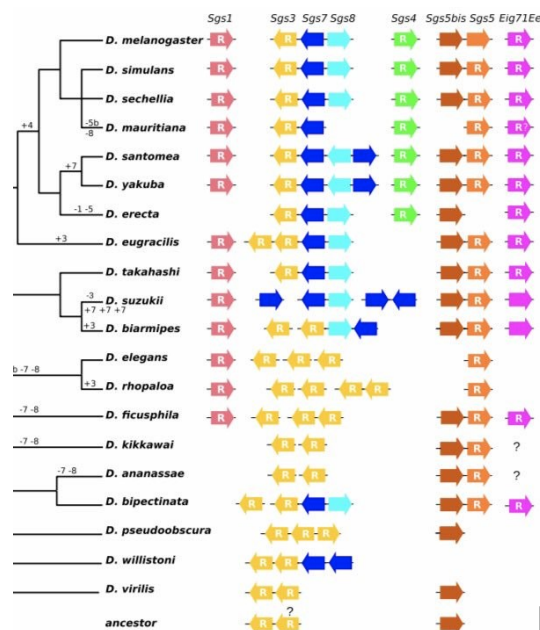 Sgs1 Sgs3 Sgs7 Sgs8 Sgs4 Sgs5bis Sgs5 Eig71Ee
D. melanogaster R R R R R
D. simulans R R R R R
+4 D. sechellia R R R R R
-5b
-8 D. mauritiana R R R R R?
+7 D. santomea R R R R R
D. yakuba R R R R R
-1 -5 D. erecta R R R
+3 D. eugracilis R R R R R
D. takahashi R R R R
-3 D. suzukii R R
+7 +7 +7
+3 D. biarmipes R R R
b -7 -8 D. elegans R R R R R
+3 D. rhopaloa R R R R R R
-7 -8 D. ficusphila R R R R R R
-7 -8 D. kikkawai R R R ?
-7 -8 D. ananassae R R R ?
D. bipectinata R R R R
D. pseudoobscura R R R
D. willistoni R R
D. virilis R R
?
ancestor R R